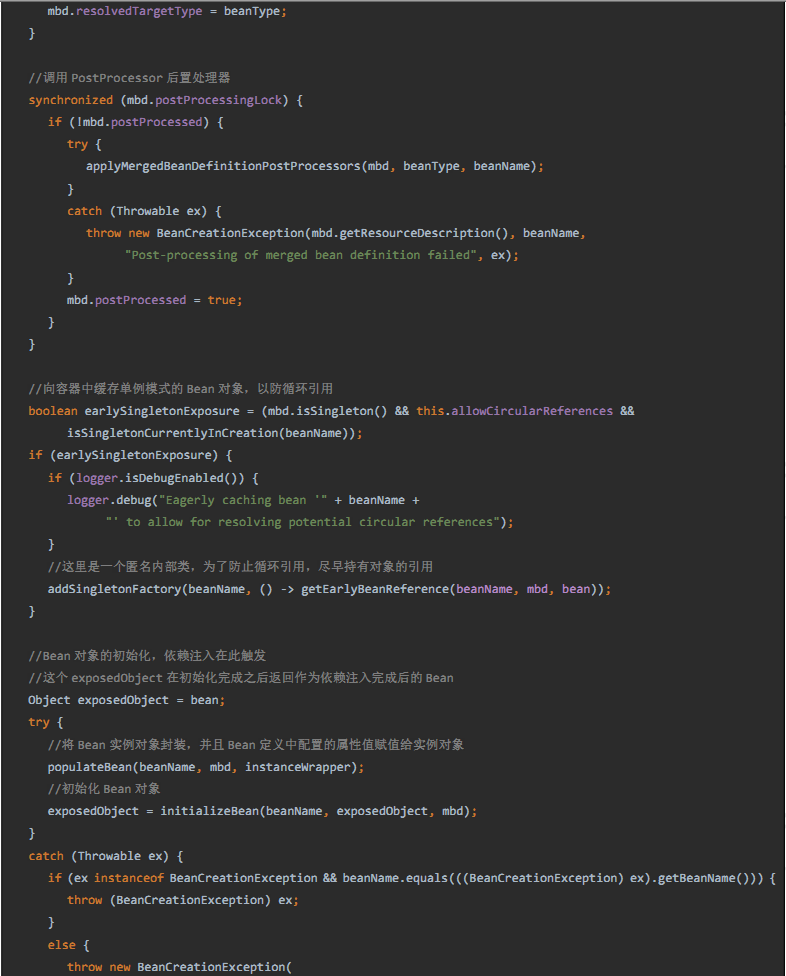 mbd.resolvedTargetType = beanType;
}
//调用 PostProcessor 后置处理器
synchronized (mbd.postProcessingLock) {
if (!mbd.postProcessed) {
try {
applyMergedBeanDefinitionPostProcessors(mbd, beanType, beanName);
}
catch (Throwable ex) {
throw new BeanCreationException(mbd.getResourceDescription(), beanName,
"Post-processing of merged bean definition failed", ex);
}
mbd.postProcessed = true;
}
}
//向容器中缓存单例模式的 Bean 对象，以防循环引用
boolean earlySingletonExposure = (mbd.isSingleton() && this.allowCircularReferences &&
isSingletonCurrentlyInCreation(beanName));
if (earlySingletonExposure) {
if (logger.isDebugEnabled()) {
logger.debug("Eagerly caching bean '" + beanName +
"' to allow for resolving potential circular references");
}
//这里是一个匿名内部类，为了防止循环引用，尽早持有对象的引用
addSingletonFactory(beanName, () -> getEarlyBeanReference(beanName, mbd, bean));
}
//Bean 对象的初始化，依赖注入在此触发
//这个 exposedObject 在初始化完成之后返回作为依赖注入完成后的 Bean
Object exposedObject = bean;
try {
//将 Bean 实例对象封装，并且 Bean 定义中配置的属性值赋值给实例对象
populateBean(beanName, mbd, instanceWrapper);
//初始化 Bean 对象
exposedObject = initializeBean(beanName, exposedObject, mbd);
}
catch (Throwable ex) {
if (ex instanceof BeanCreationException && beanName.equals(((BeanCreationException) ex).getBeanName())) {
throw (BeanCreationException) ex;
}
else {
throw new BeanCreationException(